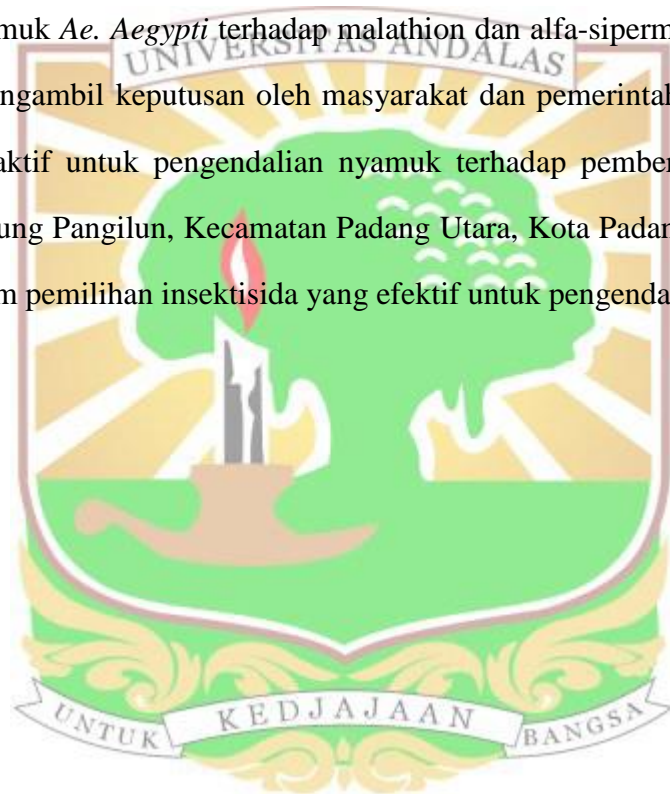 muk Ae. Aegypti terhadap malathion dan alfa-siperm
UNIVERSITAS ANDALAS
ngambil keputusan oleh masyarakat dan pemerintah
aktif untuk pengendalian nyamuk terhadap pember
ung Pangilun, Kecamatan Padang Utara, Kota Padan
m pemilihan insektisida yang efektif untuk pengenda
UNTUK KEDJAJAAN BANGSA